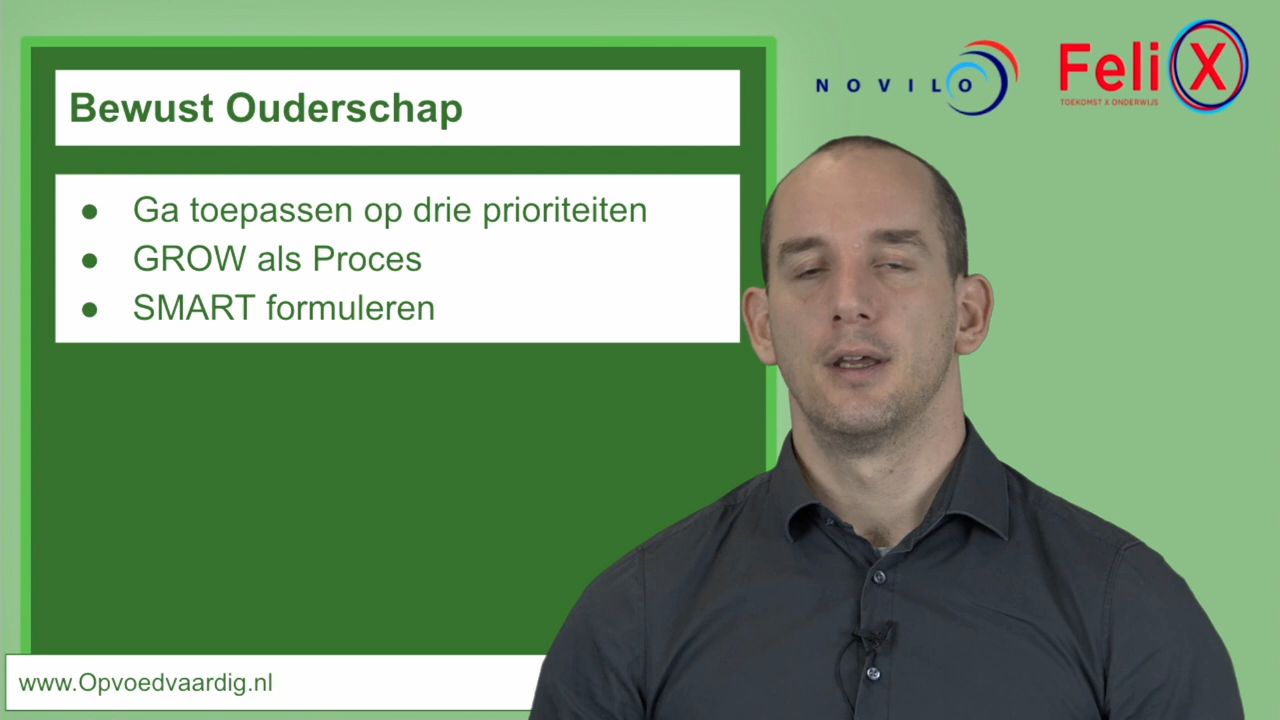 Bewust Ouderschap
● Ga toepassen op drie prioriteiten
● GROW als Proces
● SMART formuleren
www.Opvoedvaardig.nl
NOVILO
FeliX
TOEKOMST X ONDERWIJS